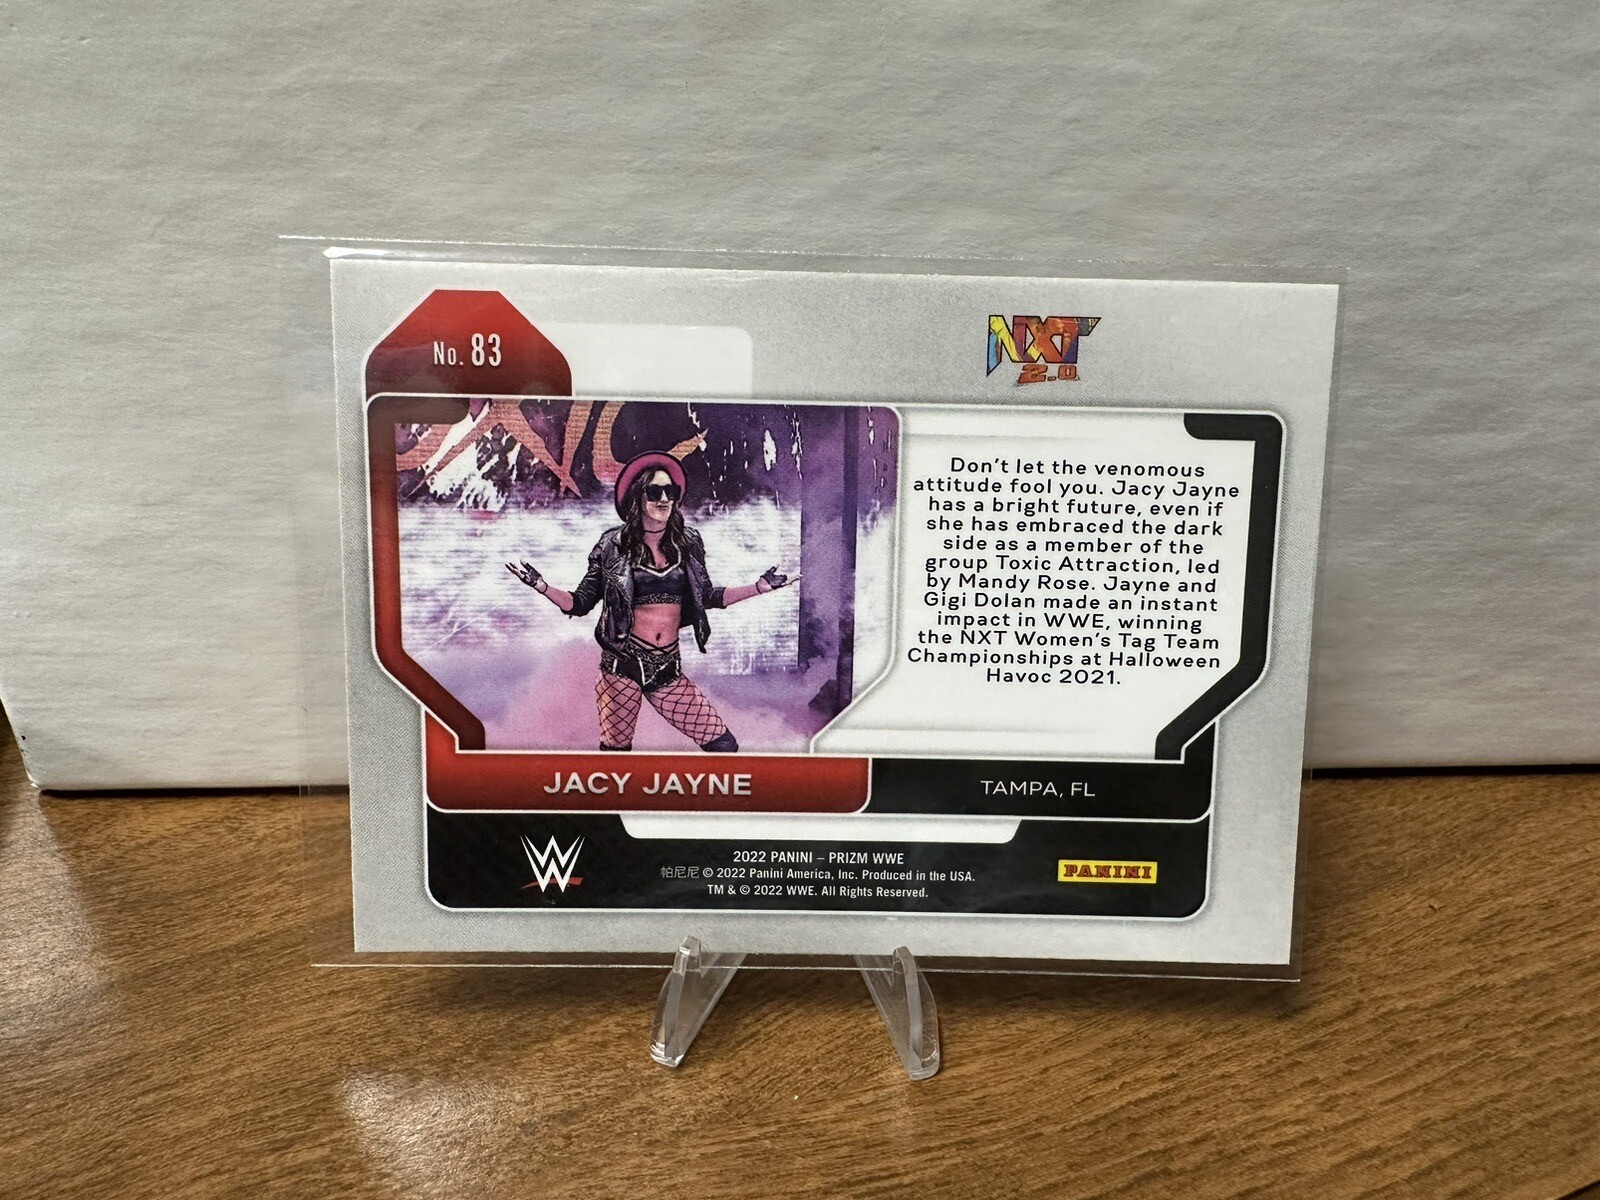 No. 83
NXT
2.0
Don't let the venomous
attitude fool you. Jacy Jayne
has a bright future, even if
she has embraced the dark
side as a member of the
group Toxic Attraction, led
by Mandy Rose. Jayne and
Gigi Dolan made an instant
impact in WWE, winning
the NXT Women's Tag Team
Championships at Halloween
Havoc 2021.
JACY JAYNE
TAMPA, FL
W
2022 PANINI – PRIZM WWE
帕尼尼 © 2022 Panini America, Inc. Produced in the USA.
TM & © 2022 WWE. All Rights Reserved.
PANINI